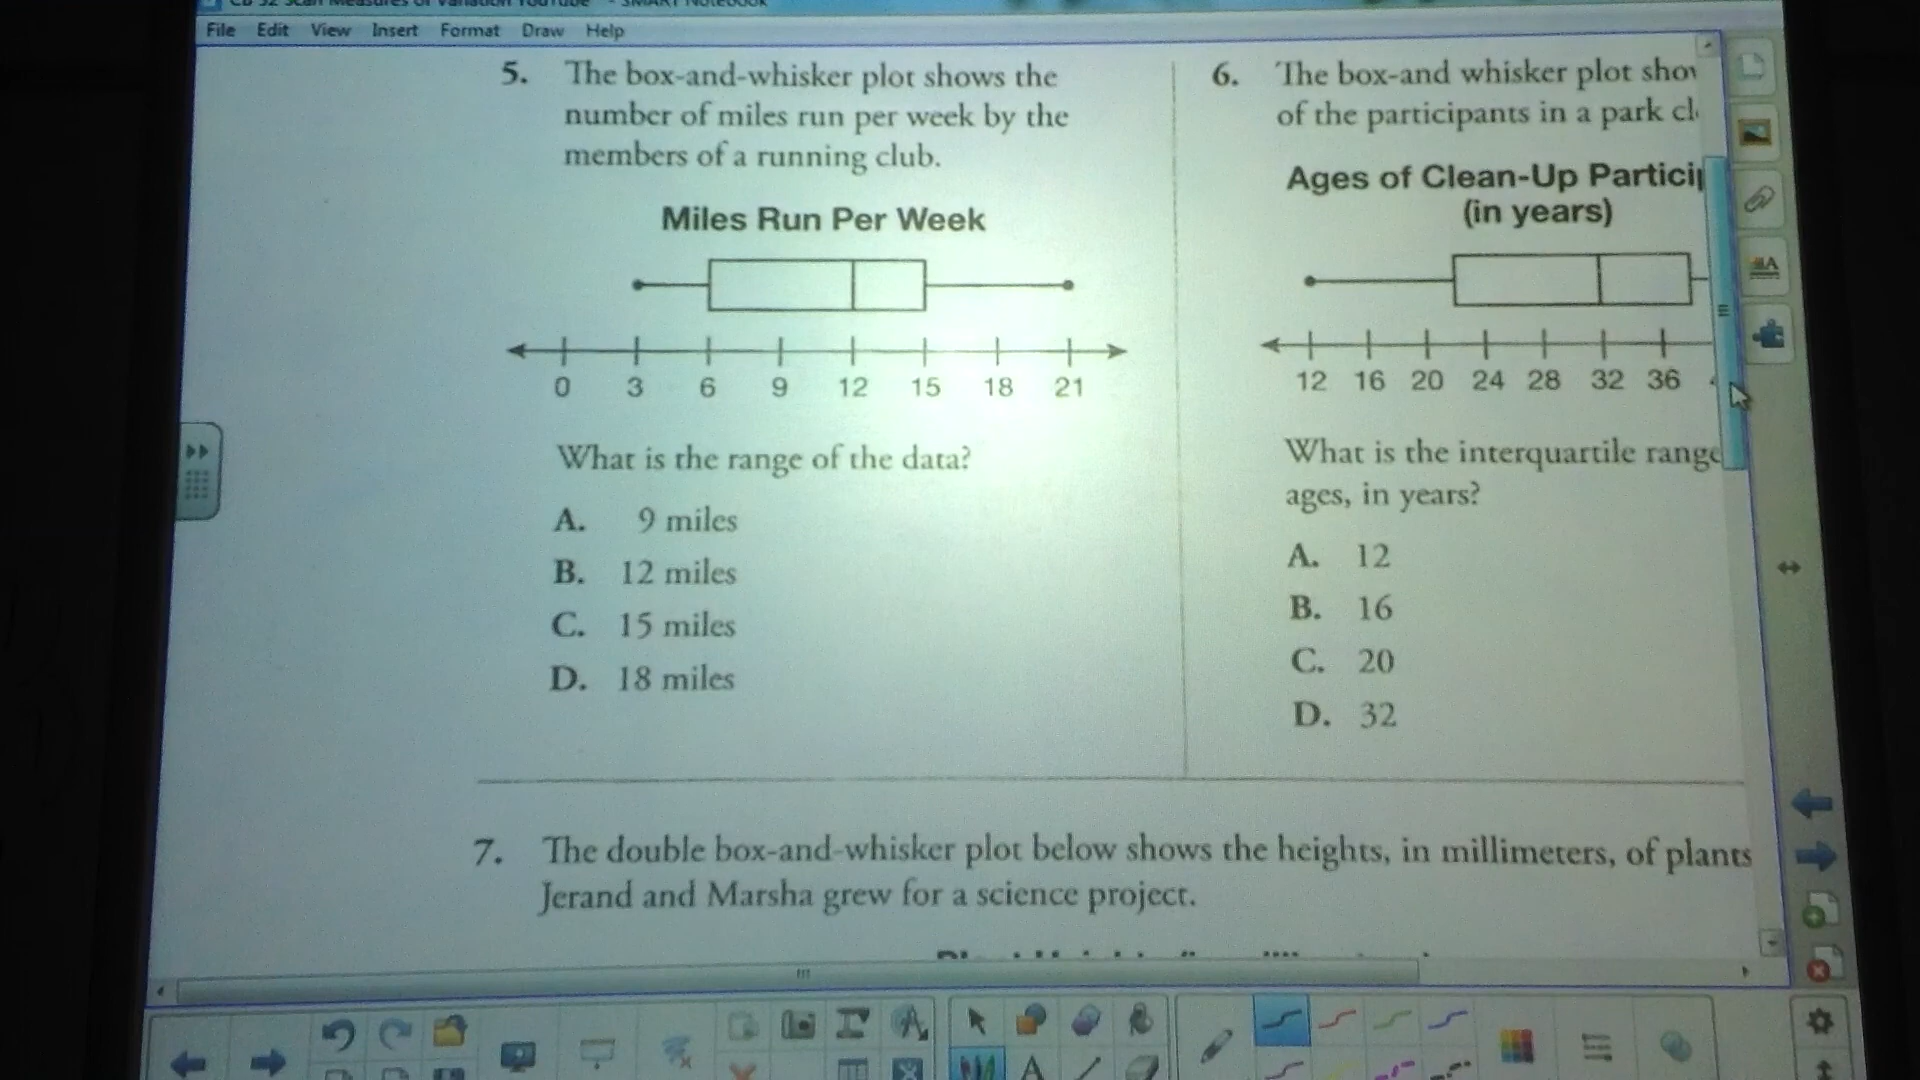 File Edit View Insert Format Draw Help
5. The box-and-whisker plot shows the
number of miles run per week by the
members of a running club.
Miles Run Per Week
0 3 6 9 12 15 18 21
What is the range of the data?
A. 9 miles
B. 12 miles
C. 15 miles
D. 18 miles
6. The box-and whisker plot
of the participants in a park
Ages of Clean-Up
(in years)
12 16 20 24 28 32 36
What is the interquartile range
ages, in years?
A. 12
B. 16
C. 20
D. 32
7. The double box-and-whisker plot below shows the heights, in millimeters, of plants
Jerand and Marsha grew for a science project.